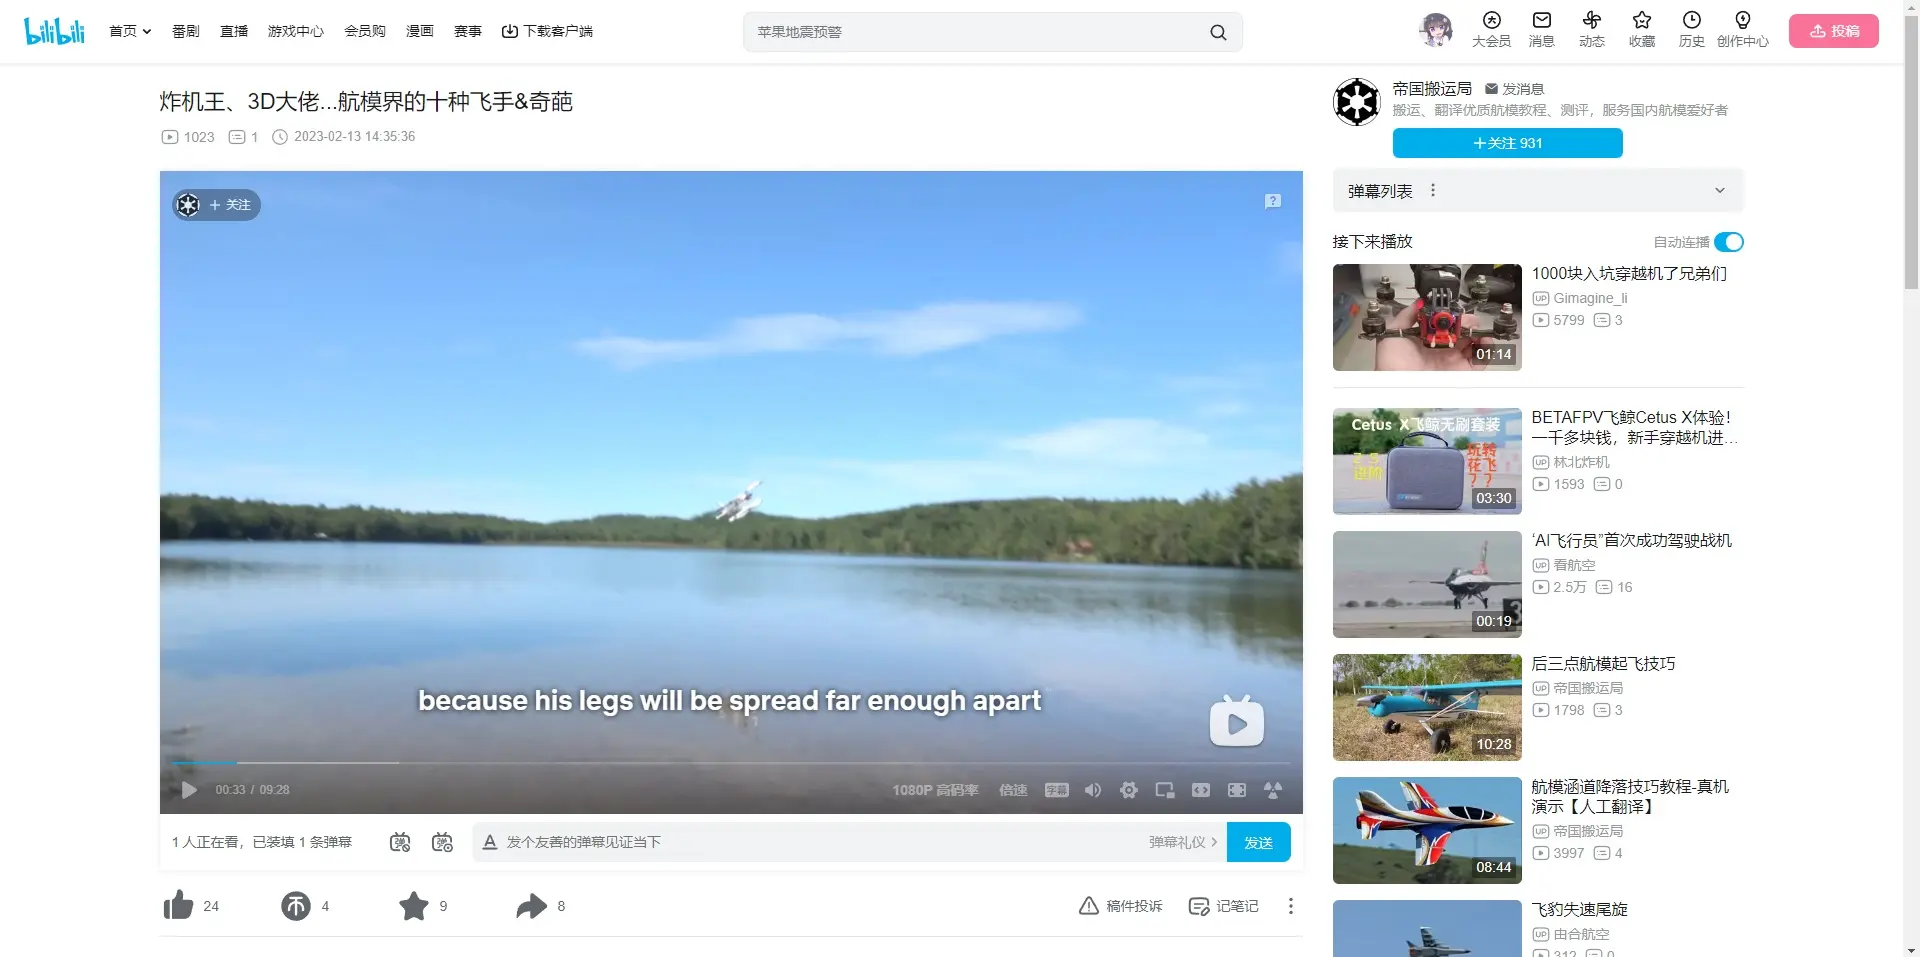 bilibili
首页
番剧
直播
游戏中心
会员购
漫画
赛事
下载客户端
苹果地震预警
大会员
消息
动态
收藏
历史
创作中心
投稿
炸机王、3D大佬...航模界的十种飞手&奇葩
1023 1 2023-02-13 14:35:36
+ 关注
because his legs will be spread far enough apart
00:33 / 09:28
1080P 高码率
倍速
字幕
1 人正在看，已装填 1 条弹幕
发个友善的弹幕见证当下
弹幕礼仪
发送
24
4
9
8
稿件投诉
记笔记
帝国搬运局 发消息
搬运、翻译优质航模教程、测评，服务国内航模爱好者
+关注 931
弹幕列表
接下来播放
自动连播
01:14
1000块入坑穿越机了兄弟们
UP Gimagine_li
5799 3
Cetus X飞鲸无刷套装
03:30
BETAFPV飞鲸Cetus X体验！
一千多块钱，新手穿越机进...
UP 林北炸机
1593 0
00:19
‘AI飞行员”首次成功驾驶战机
UP 看航空
2.5万 16
10:28
后三点航模起飞技巧
UP 帝国搬运局
1798 3
08:44
航模涵道降落技巧教程-真机
演示【人工翻译】
UP 帝国搬运局
3997 4
飞豹失速尾旋
UP 由合航空
312 0